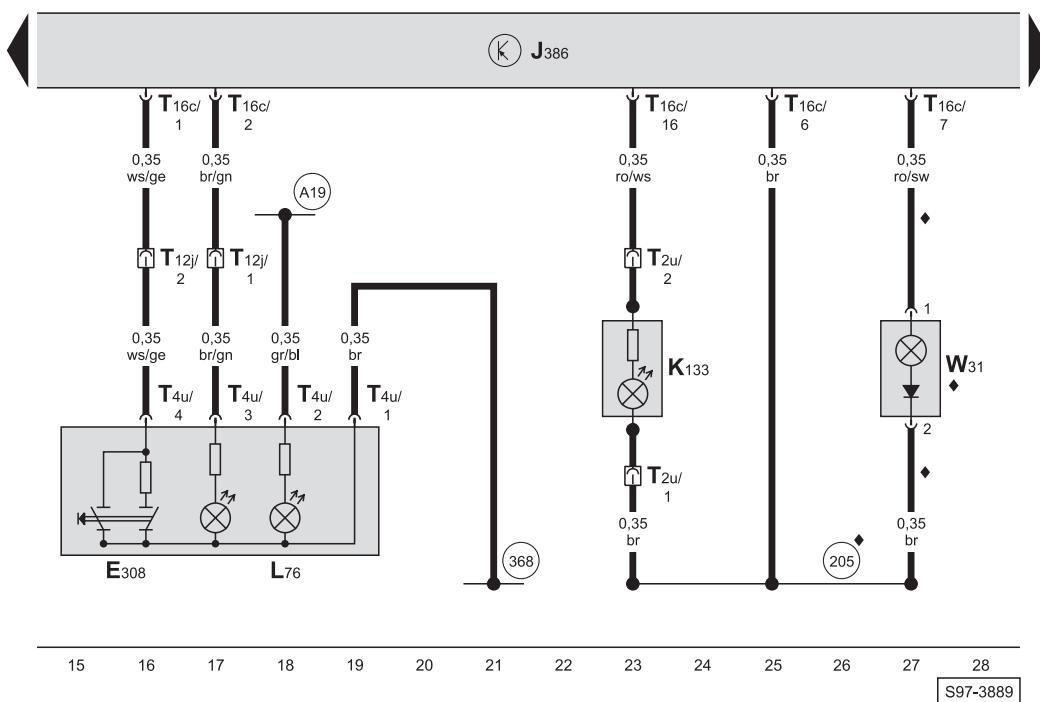 J386
T16c/ T16c/ T16c/ T16c/ T16c/
1 2 16 6 7
0,35 0,35 0,35 0,35 0,35
ws/ge br/gn ro/ws br ro/sw
A19
T12j/ T12j/ T2u/
2 1 2
1
0,35 0,35 0,35 0,35
ws/ge br/gn gr/bl br
K133 W31
T4u/ T4u/ T4u/ T4u/
4 3 2 1
2
T2u/
1
0,35 0,35
br br
E308 L76 368 205
15 16 17 18 19 20 21 22 23 24 25 26 27 28
S97-3889